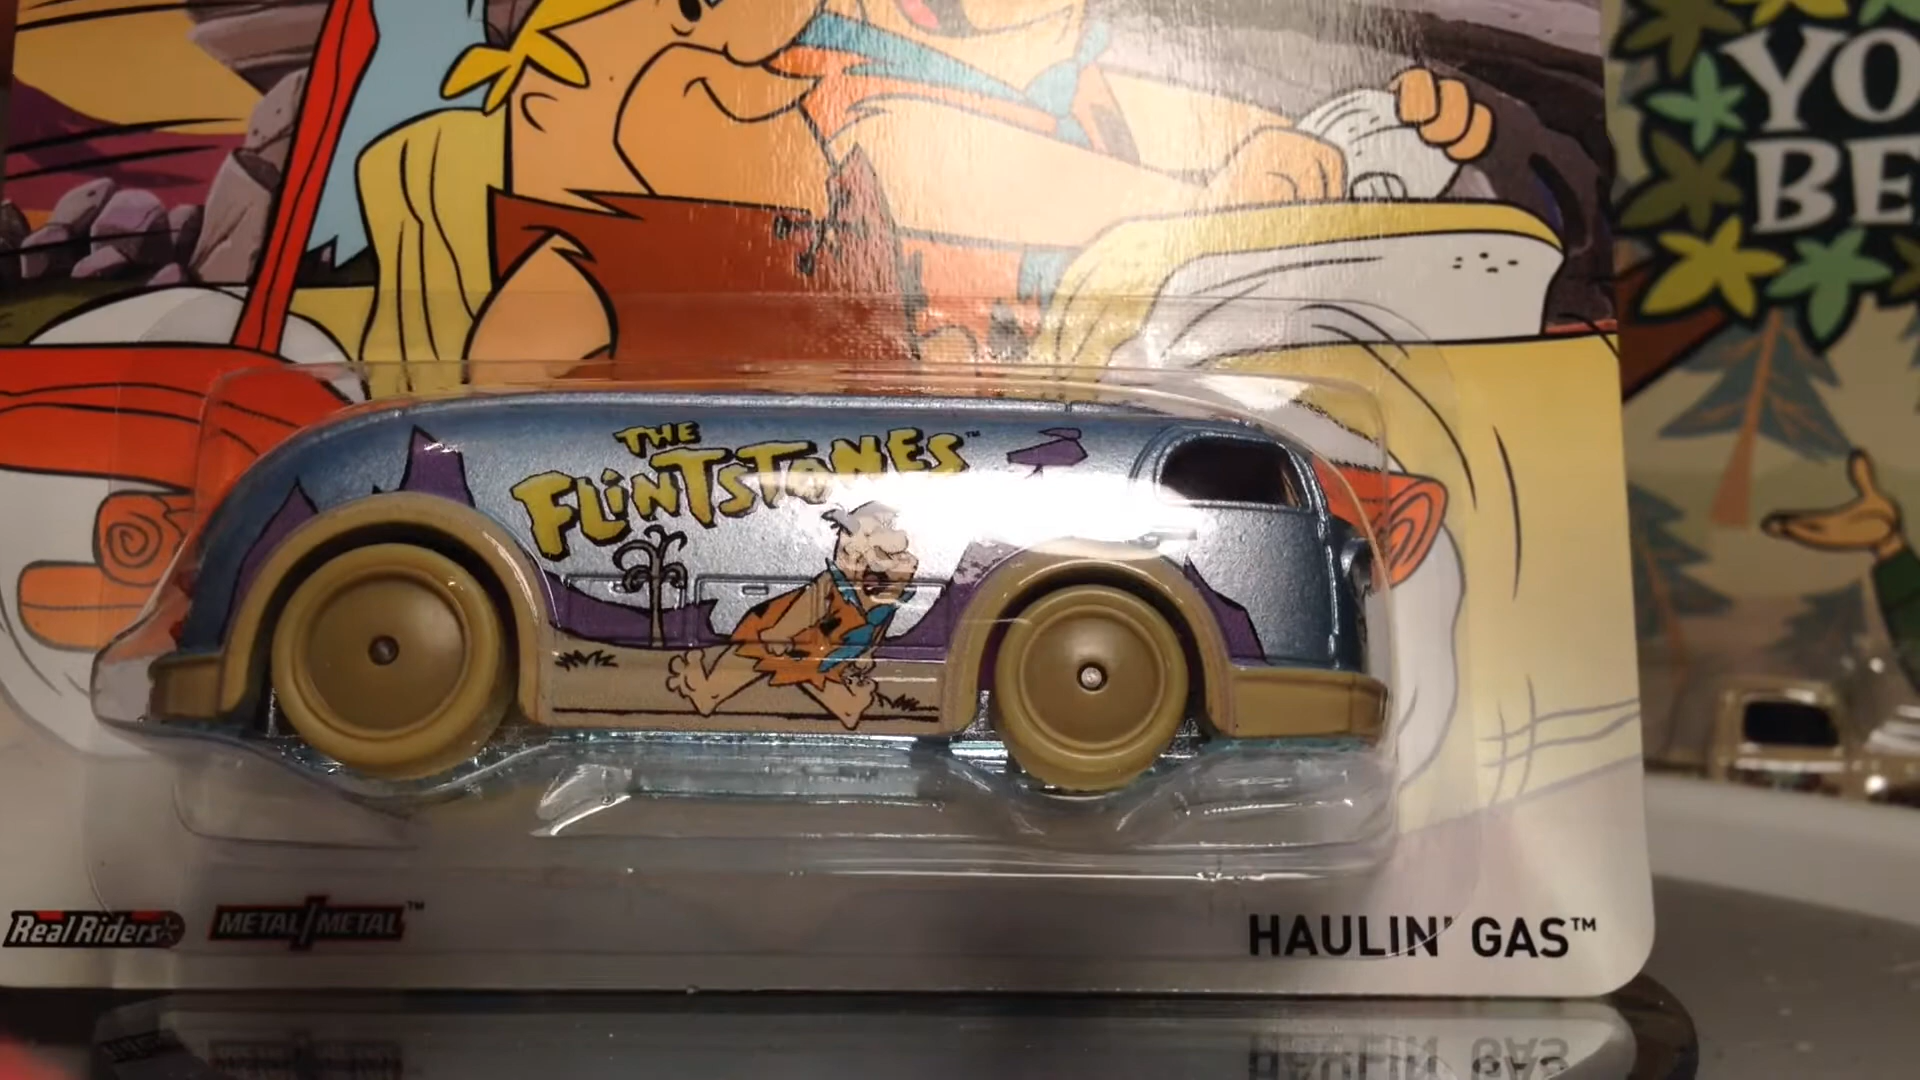 YO
BE
THE
FLiNTSTONES™
Real Riders
METAL/METAL™
HAULIN' GAS™